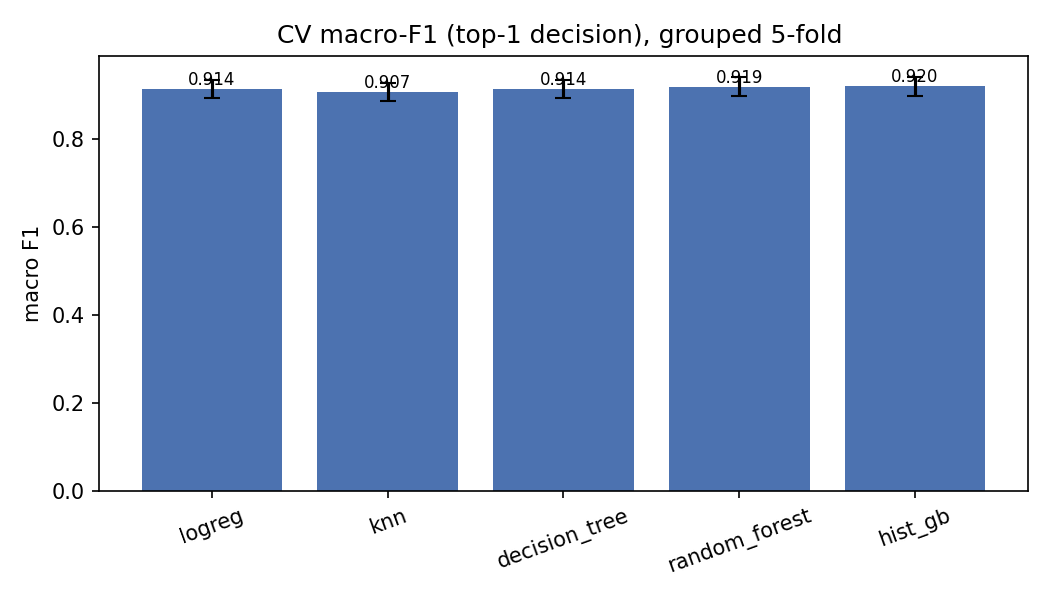 CV macro-F1 (top-1 decision), grouped 5-fold
macro F1
0.8
0.6
0.4
0.2
0.0
0.914
0.907
0.914
0.919
0.920
logreg
knn
decision_tree
random_forest
hist_gb